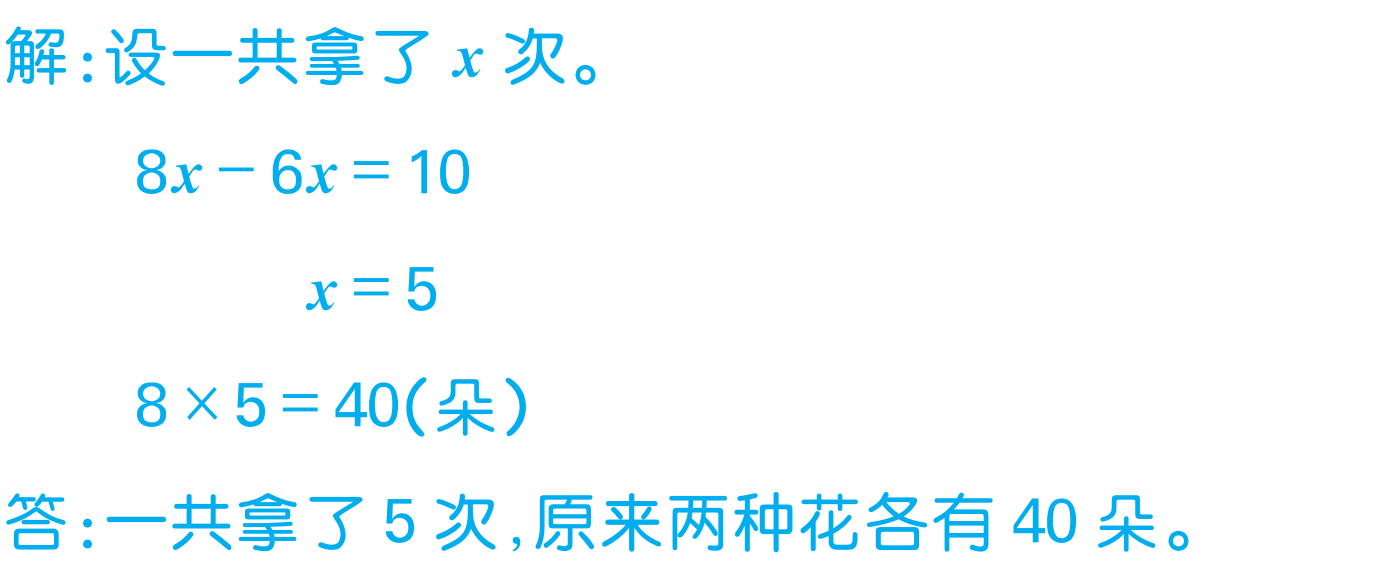 解:设一共拿了 x 次。
8x − 6x = 10
x = 5
8 × 5 = 40(朵)
答:一共拿了 5 次,原来两种花各有 40 朵。